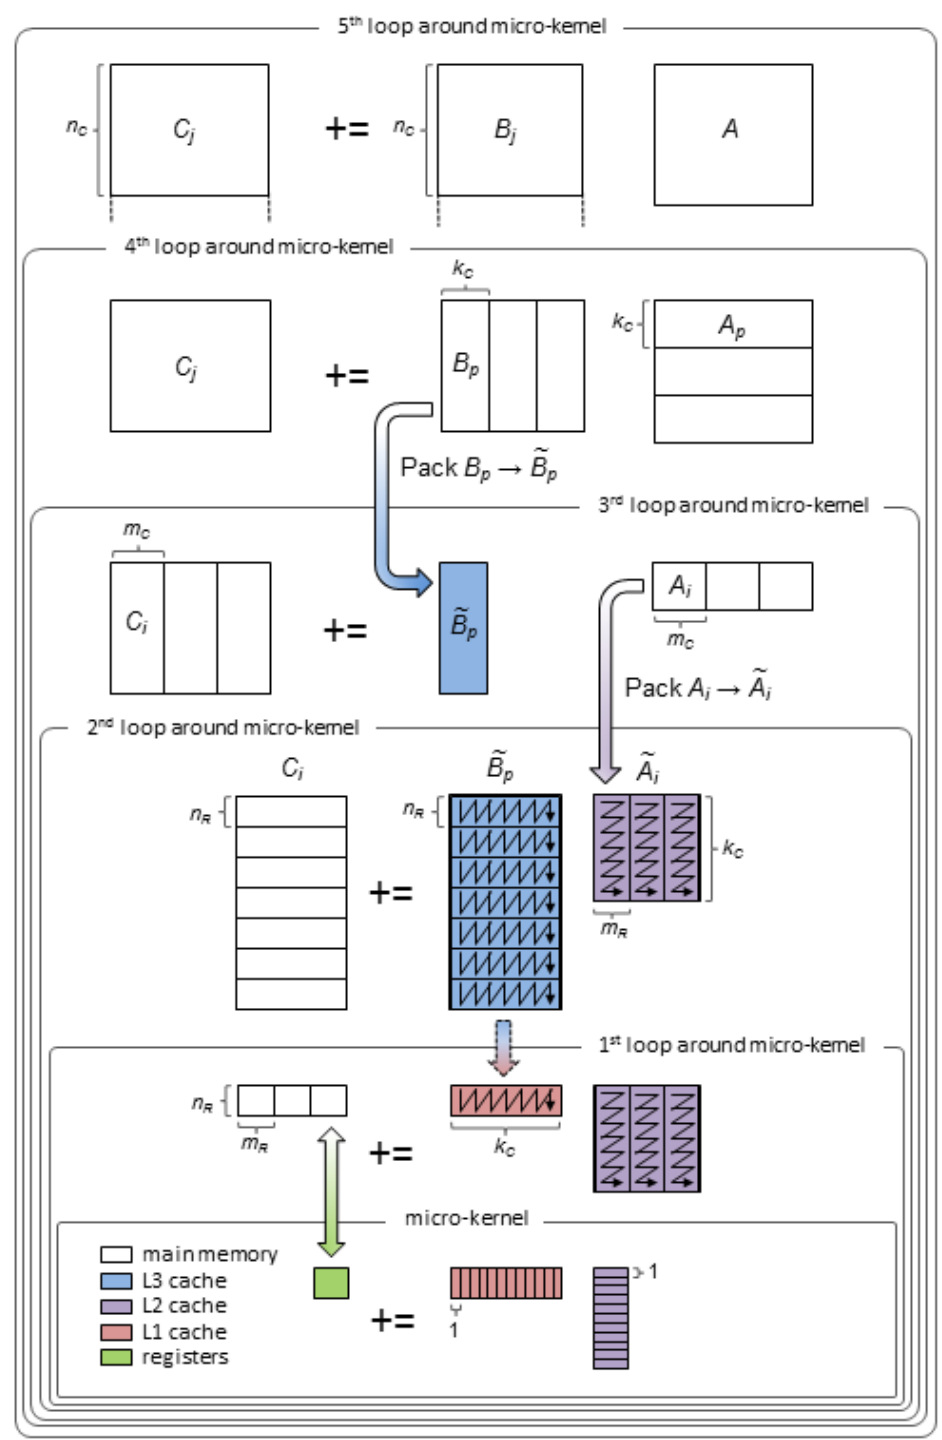 5th loop around micro-kernel
nC Cj += nC Bj A
4th loop around micro-kernel
kC
Cj += Bp kC Ap
Pack Bp → B̃p
3rd loop around micro-kernel
mC
Ci += B̃p Ai
mC
Pack Ai → Ãi
2nd loop around micro-kernel
Ci B̃p Ãi
nR nR
+= kC
mR
1st loop around micro-kernel
nR
mR += kC
micro-kernel
main memory
L3 cache 1
L2 cache
+=
L1 cache 1
registers